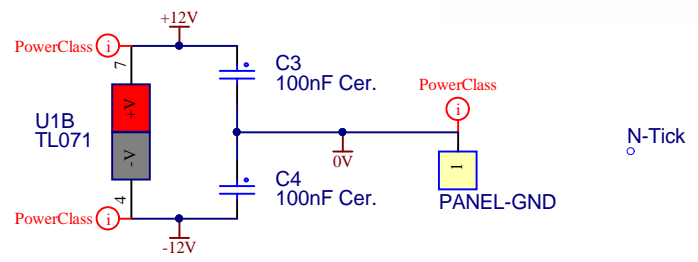 +12V
PowerClass
i
7
C3
100nF Cer.
U1B
TL071
+V
-V
PowerClass
i
0V
N-Tick
1
PANEL-GND
C4
100nF Cer.
4
PowerClass
i
-12V